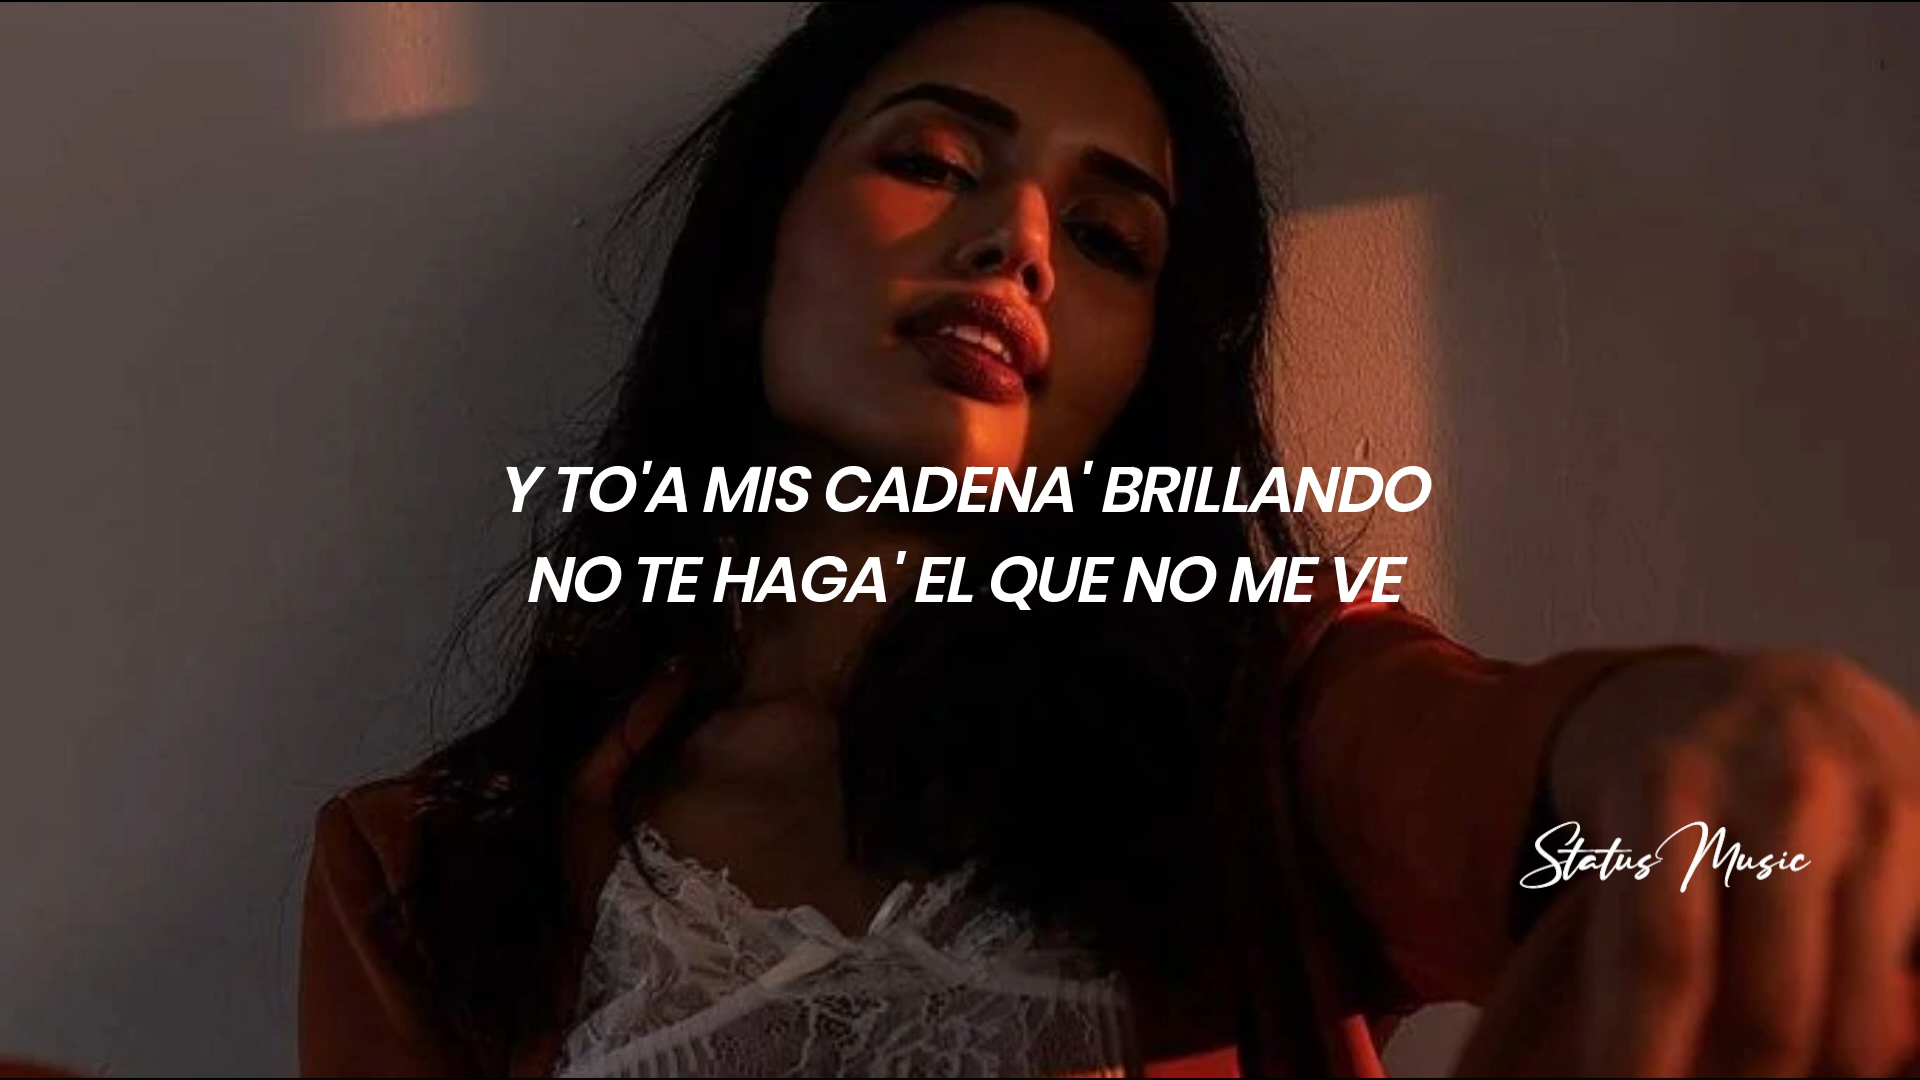 Y TO'A MIS CADENA' BRILLANDO
NO TE HAGA' EL QUE NO ME VE
Status Music